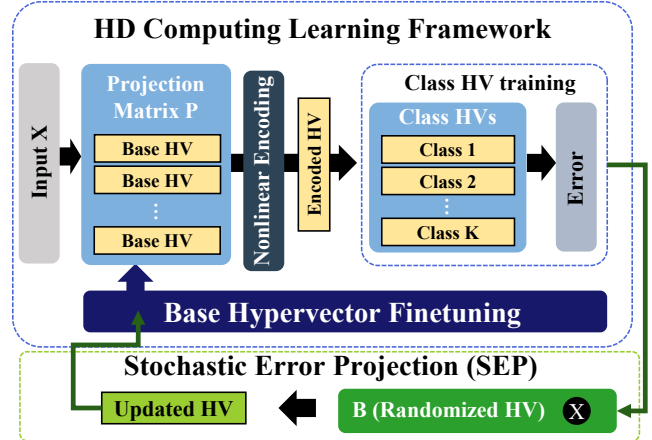 HD Computing Learning Framework
Input X
Projection
Matrix P
Base HV
Base HV
...
Base HV
Nonlinear Encoding
Encoded HV
Class HV training
Class HVs
Class 1
Class 2
...
Class K
Error
Base Hypervector Finetuning
Stochastic Error Projection (SEP)
Updated HV
B (Randomized HV) X